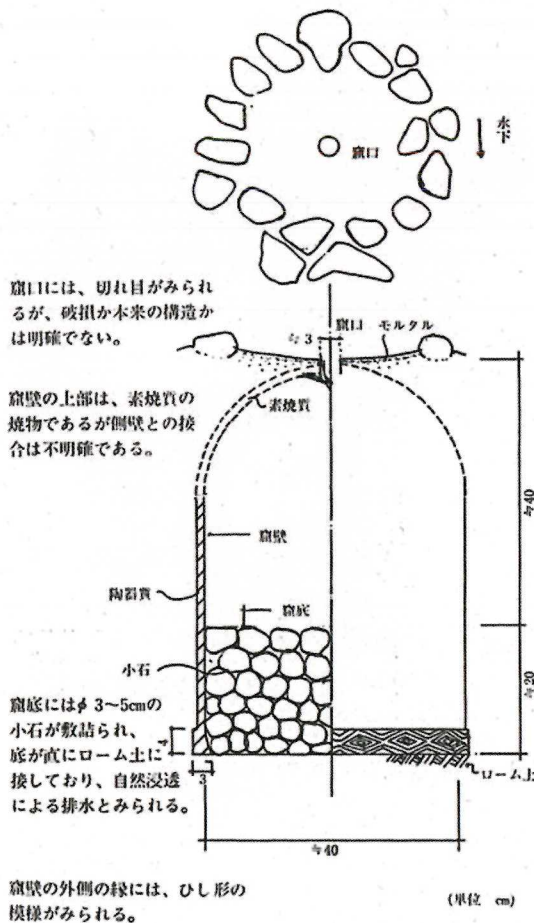 窟口
水下
窟口には、切れ目がみられ
るが、破損か本来の構造か
は明確でない。
≒3
窟口
モルタル
窟壁の上部は、素焼質の
焼物であるが側壁との接
合は不明確である。
素焼質
≒40
窟壁
陶器質
窟底
小石
≒20
窟底にはφ3〜5cmの
小石が敷詰られ、
底が直にローム土に
接しており、自然浸透
による排水とみられる。
4
3
ローム土
≒40
窟壁の外側の縁には、ひし形の
模様がみられる。
(単位 cm)